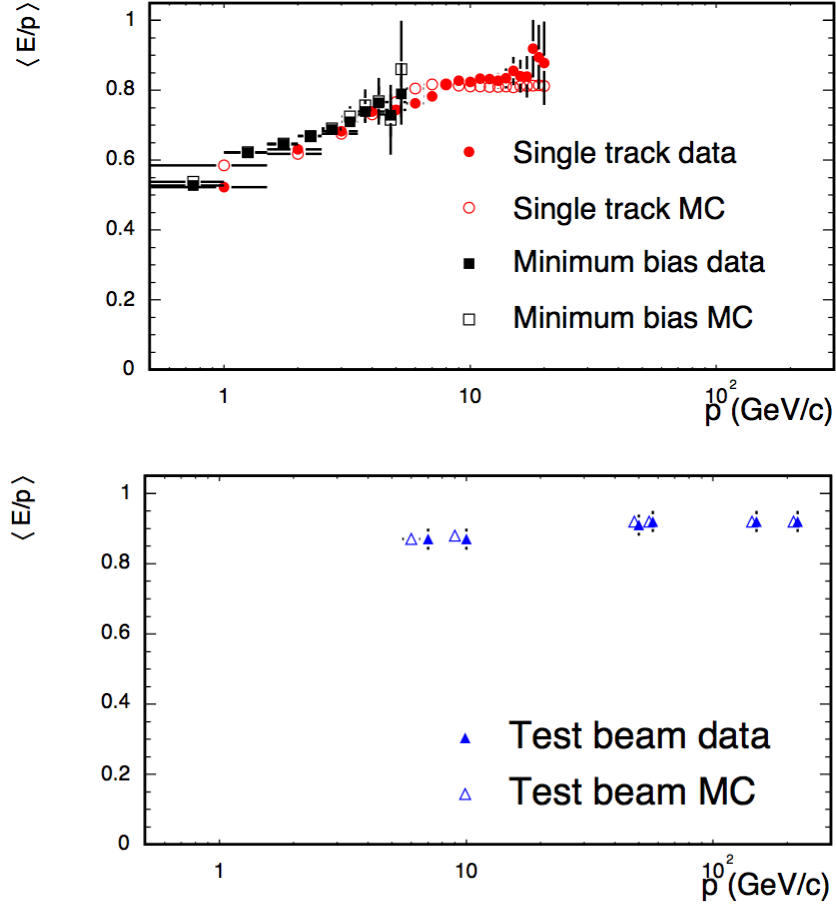 ⟨ E/p ⟩
1
0.8
0.6
0.4
0.2
0
Single track data
Single track MC
Minimum bias data
Minimum bias MC
1
10
10²
p (GeV/c)
⟨ E/p ⟩
1
0.8
0.6
0.4
0.2
0
Test beam data
Test beam MC
1
10
10²
p (GeV/c)